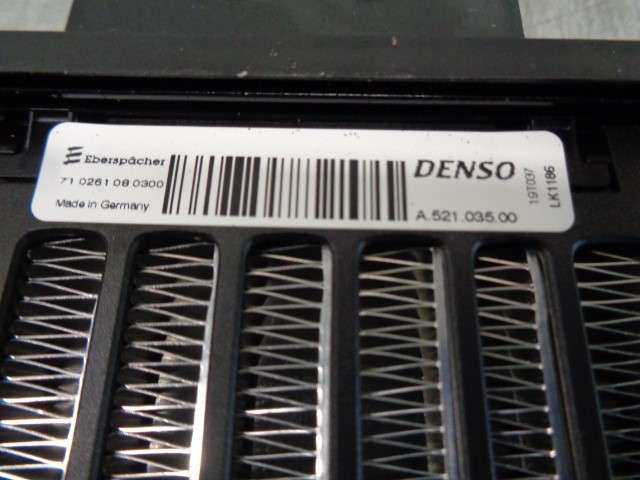 Eberspächer
71 0261 08 0300
Made in Germany
DENSO
A.521.035.00
19T037
LK1186